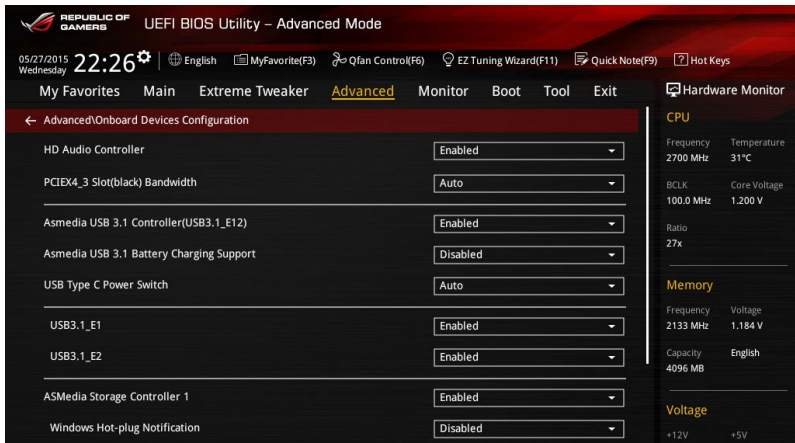 REPUBLIC OF
GAMERS
UEFI BIOS Utility – Advanced Mode
05/27/2015
Wednesday
22:26
English
MyFavorite(F3)
Qfan Control(F6)
EZ Tuning Wizard(F11)
Quick Note(F9)
? Hot Keys
My Favorites Main Extreme Tweaker Advanced Monitor Boot Tool Exit
Hardware Monitor
← Advanced\Onboard Devices Configuration
HD Audio Controller Enabled
PCIEX4_3 Slot(black) Bandwidth Auto
Asmedia USB 3.1 Controller(USB3.1_E12) Enabled
Asmedia USB 3.1 Battery Charging Support Disabled
USB Type C Power Switch Auto
USB3.1_E1 Enabled
USB3.1_E2 Enabled
ASMedia Storage Controller 1 Enabled
Windows Hot-plug Notification Disabled
CPU
Frequency Temperature
2700 MHz 31°C
BCLK Core Voltage
100.0 MHz 1.200 V
Ratio
27x
Memory
Frequency Voltage
2133 MHz 1.184 V
Capacity English
4096 MB
Voltage
+12V +5V